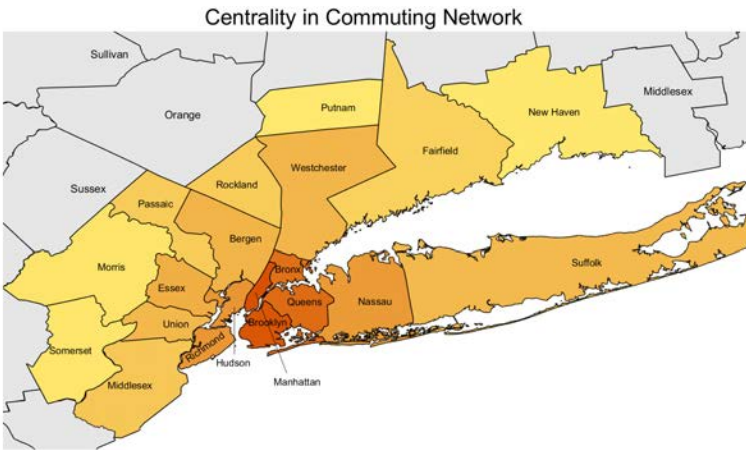 Centrality in Commuting Network
Sullivan
Orange
Putnam
New Haven
Middlesex
Fairfield
Westchester
Sussex
Rockland
Passaic
Bergen
Morris
Bronx
Suffolk
Essex
Queens
Nassau
Union
Brooklyn
Somerset
Richmond
Hudson
Middlesex
Manhattan